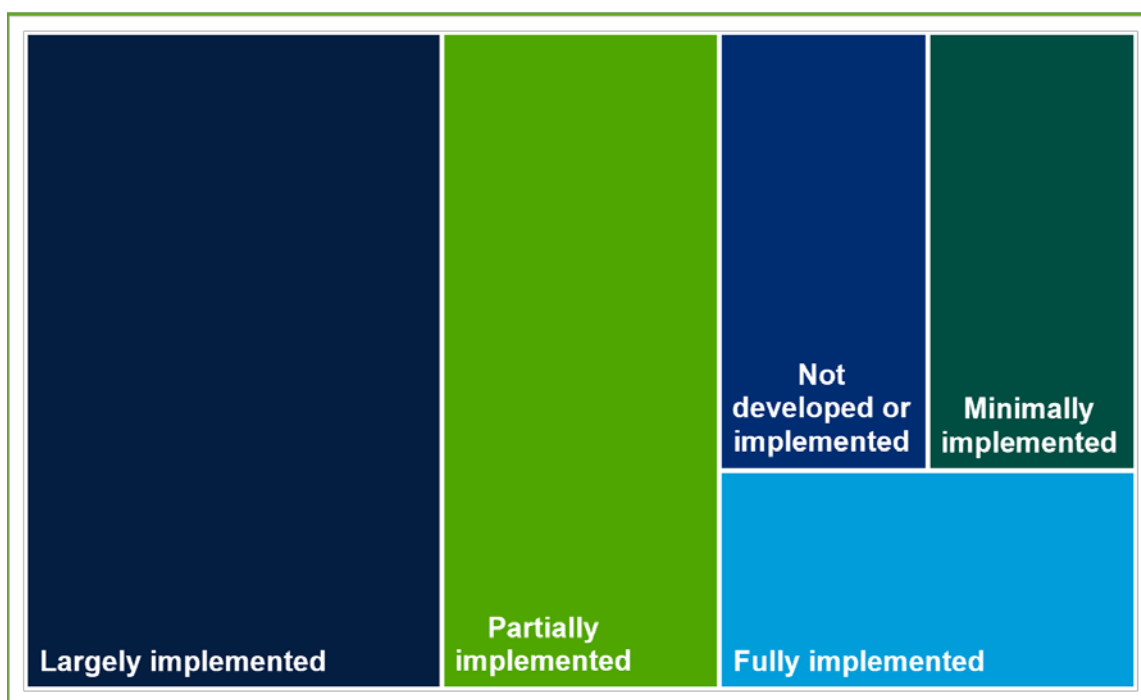 Largely implemented
Partially
implemented
Not
developed or
implemented
Minimally
implemented
Fully implemented